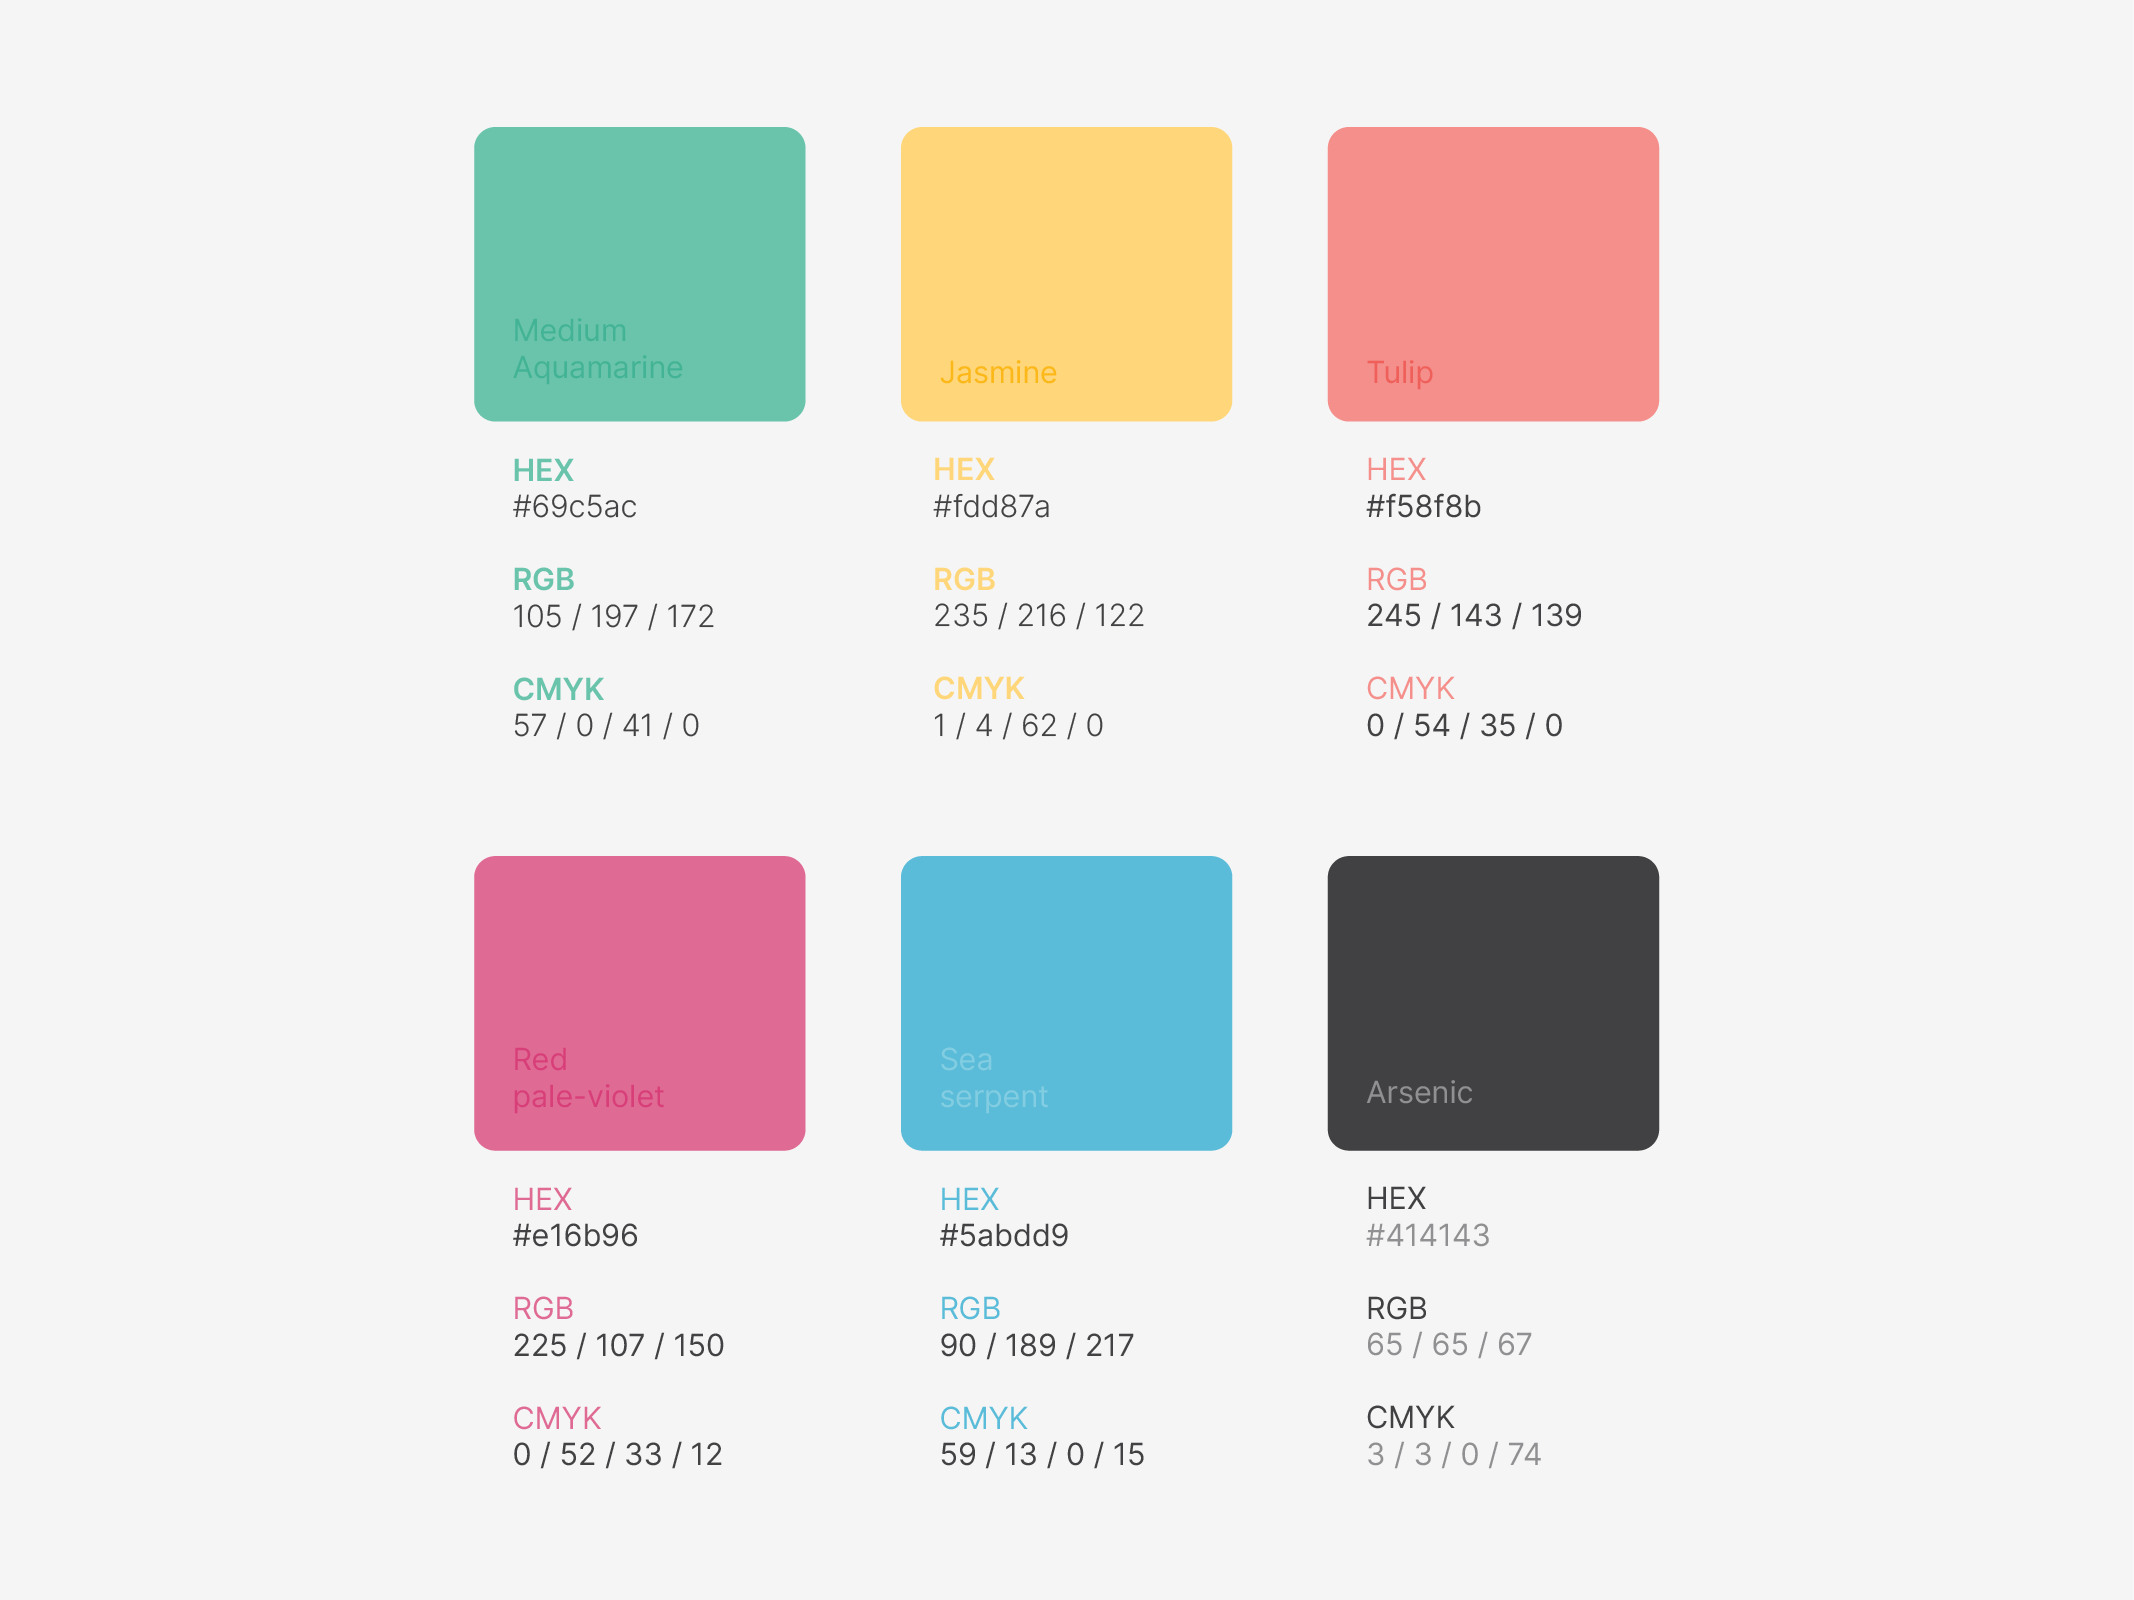 Medium
Aquamarine
HEX
#69c5ac
RGB
105 / 197 / 172
CMYK
57 / 0 / 41 / 0
Jasmine
HEX
#fdd87a
RGB
235 / 216 / 122
CMYK
1 / 4 / 62 / 0
Tulip
HEX
#f58f8b
RGB
245 / 143 / 139
CMYK
0 / 54 / 35 / 0
Red
pale-violet
HEX
#e16b96
RGB
225 / 107 / 150
CMYK
0 / 52 / 33 / 12
Sea
serpent
HEX
#5abdd9
RGB
90 / 189 / 217
CMYK
59 / 13 / 0 / 15
Arsenic
HEX
#414143
RGB
65 / 65 / 67
CMYK
3 / 3 / 0 / 74